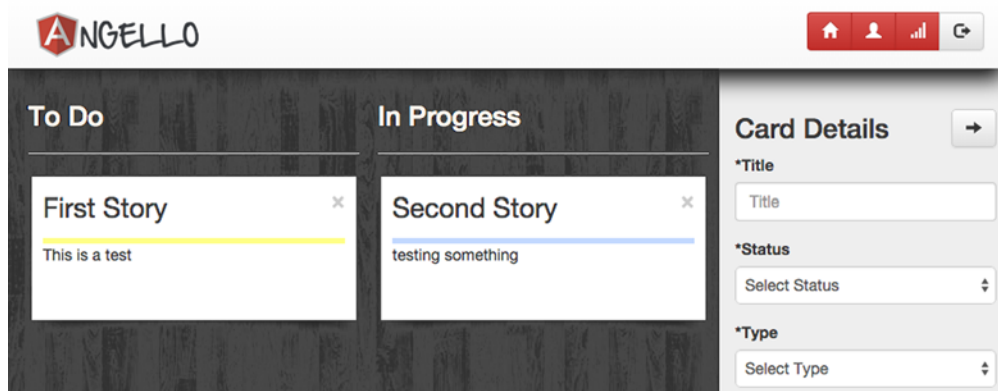 ANGELLO
To Do
In Progress
Card Details
*Title
Title
*Status
Select Status
*Type
Select Type
First Story
×
This is a test
Second Story
×
testing something